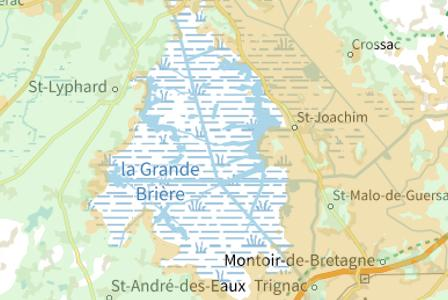 Crossac
St-Lyphard
St-Joachim
la Grande
Brière
St-Malo-de-Guersa
Montoir-de-Bretagne
St-André-des-Eaux
Trignac